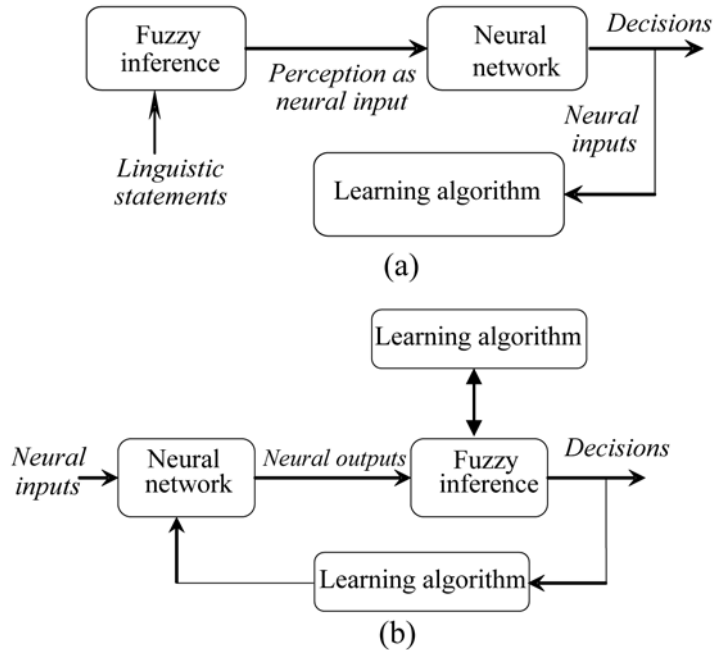 Fuzzy
inference
Perception as
neural input
Neural
network
Decisions
Linguistic
statements
Neural
inputs
Learning algorithm
(a)
Learning algorithm
Neural
inputs
Neural
network
Neural outputs
Fuzzy
inference
Decisions
Learning algorithm
(b)